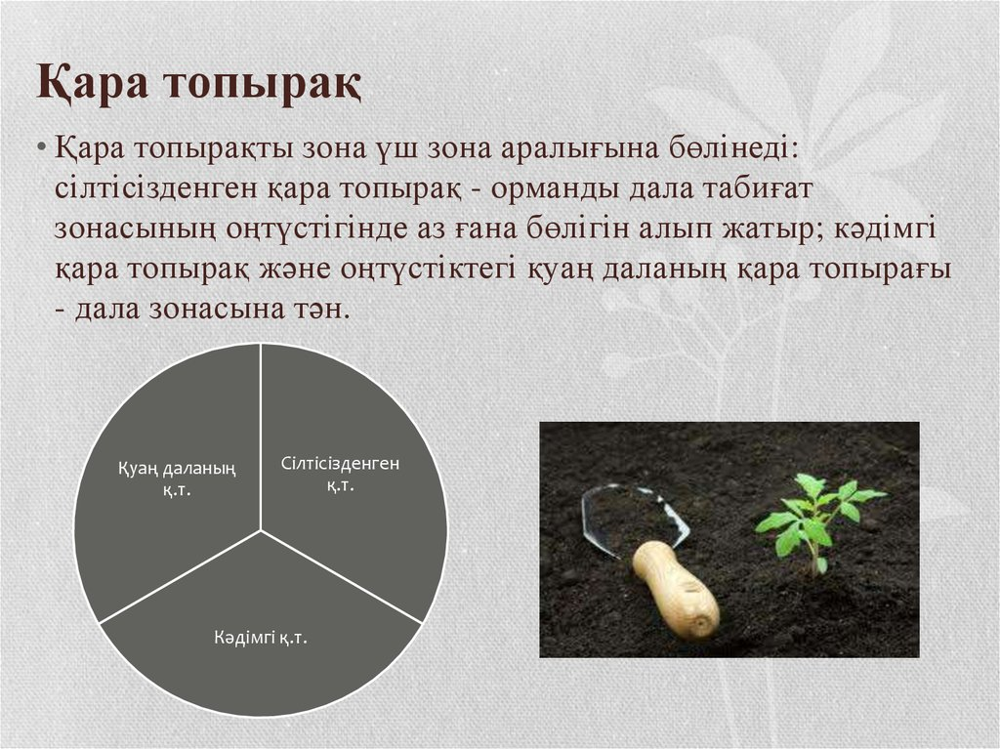 Қара топырақ
• Қара топырақты зона үш зона аралығына бөлінеді:
сілтісізденген қара топырақ - орманды дала табиғат
зонасының оңтүстігінде аз ғана бөлігін алып жатыр; кәдімгі
қара топырақ және оңтүстіктегі қуаң даланың қара топырағы
- дала зонасына тән.
Қуаң даланың
қ.т.
Сілтісізденген
қ.т.
Кәдімгі қ.т.